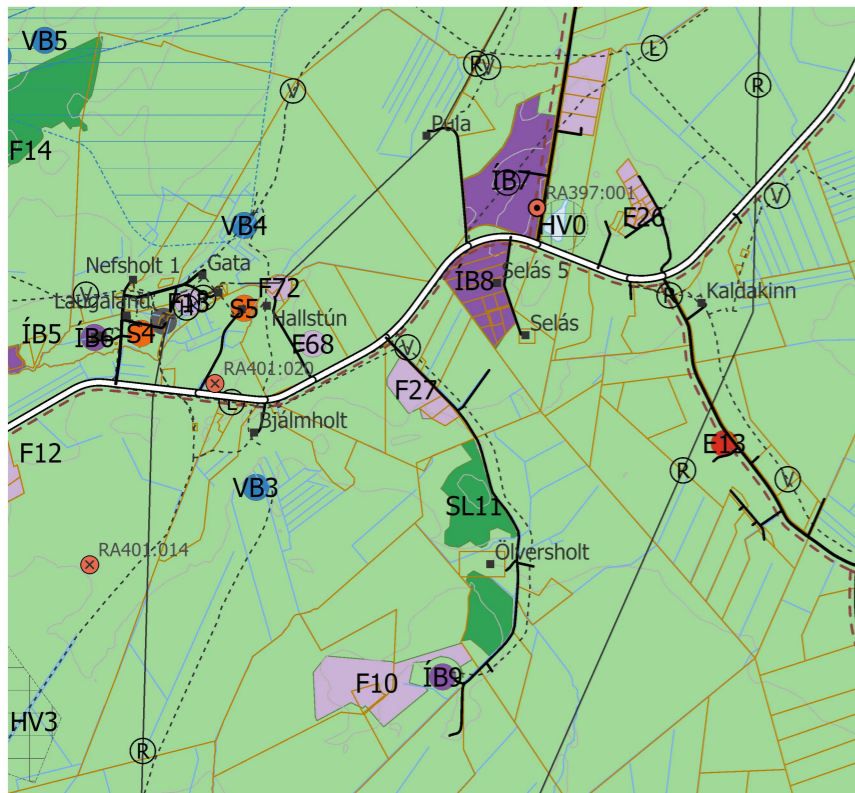 VB5
Ł
R
V
V
R
Pula
F14
ÍB7
RA397:001
V
E26
HV0
VB4
Nefsholt 1
Gata
F72
ÍB8
Selás 5
V
R
Kaldakinn
Laugaland
F13
S5
Hallstún
ÍB5
ÍB6
S4
E68
V
Selás
RA401:020
F27
L
Bjálmholt
E13
F12
R
V
VB3
SL11
Ölversholt
RA401:014
F10
ÍB9
HV3
R